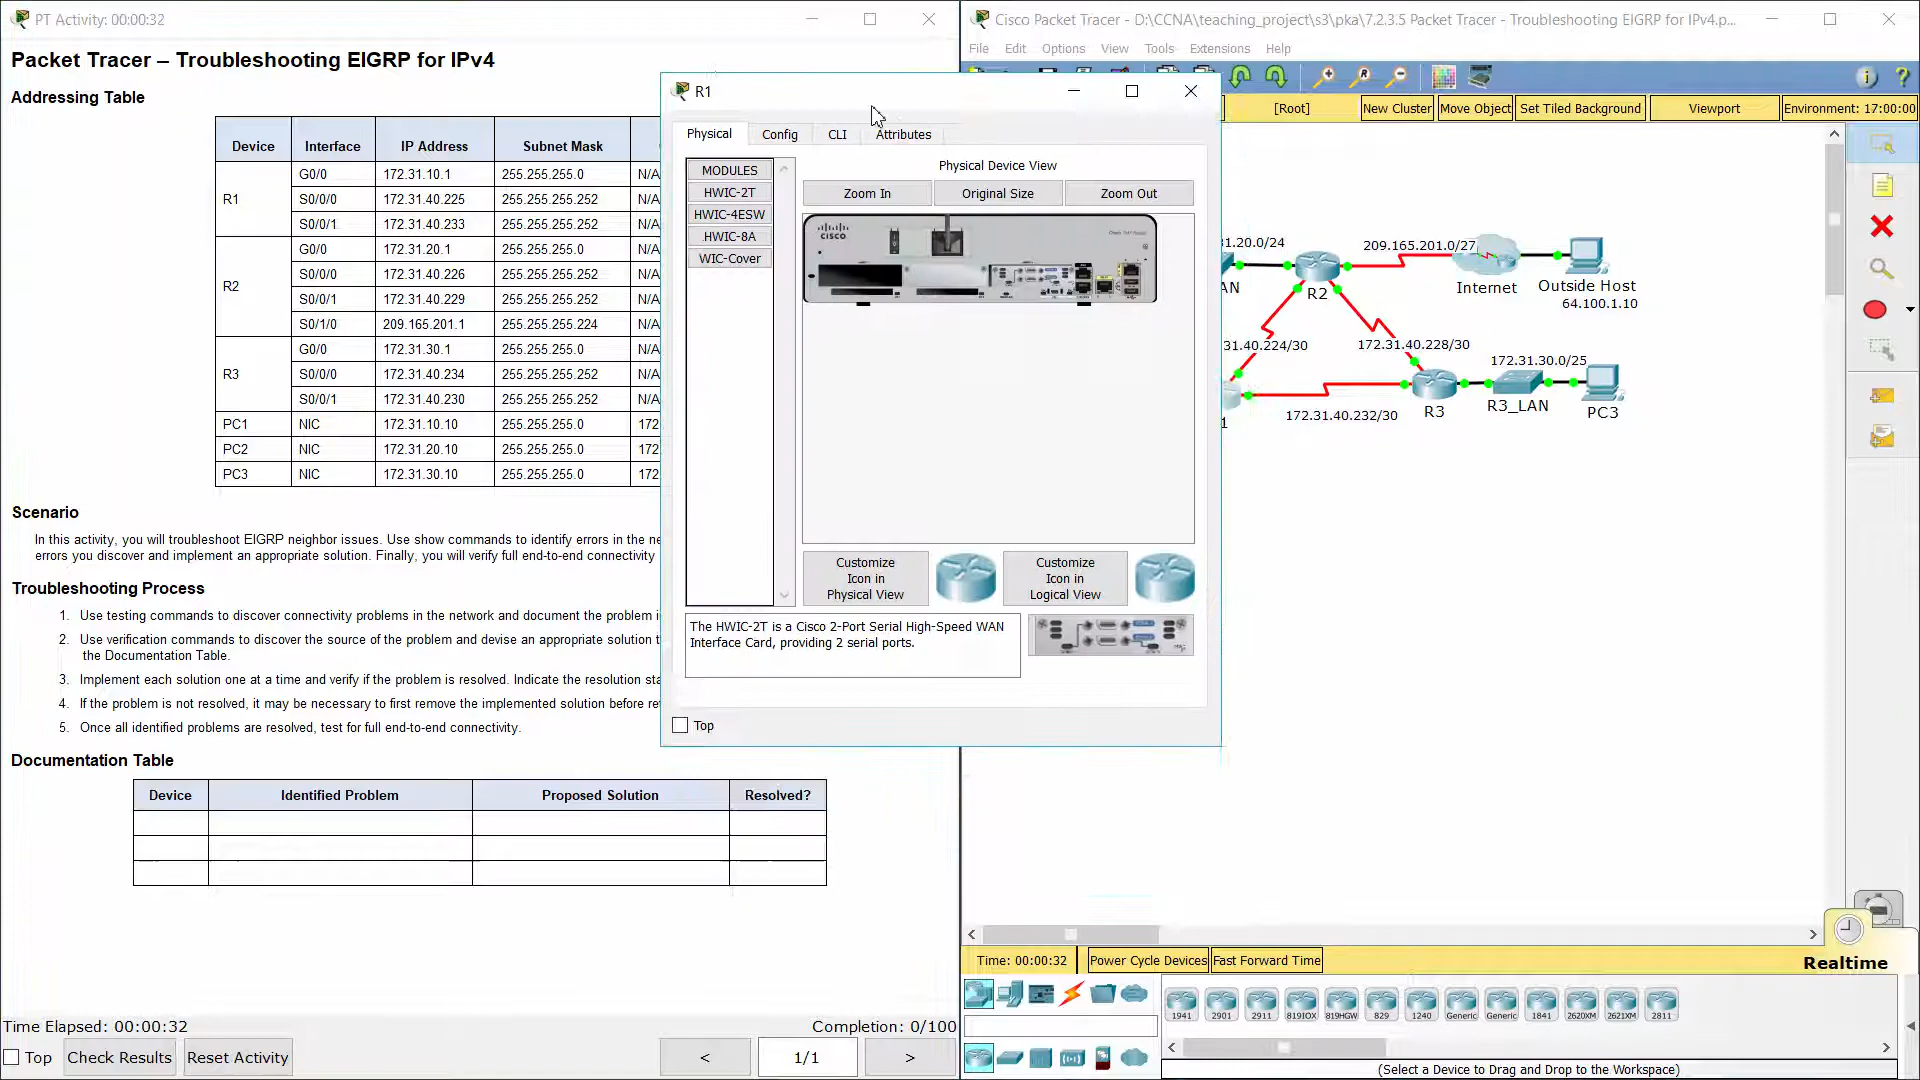 PT Activity: 00:00:32
Packet Tracer – Troubleshooting EIGRP for IPv4
Addressing Table
Device Interface IP Address Subnet Mask
R1 G0/0 172.31.10.1 255.255.255.0 N/A
S0/0/0 172.31.40.225 255.255.255.252 N/A
S0/0/1 172.31.40.233 255.255.255.252 N/A
R2 G0/0 172.31.20.1 255.255.255.0 N/A
S0/0/0 172.31.40.226 255.255.255.252 N/A
S0/0/1 172.31.40.229 255.255.255.252 N/A
S0/1/0 209.165.201.1 255.255.255.224 N/A
R3 G0/0 172.31.30.1 255.255.255.0 N/A
S0/0/0 172.31.40.234 255.255.255.252 N/A
S0/0/1 172.31.40.230 255.255.255.252 N/A
PC1 NIC 172.31.10.10 255.255.255.0 172
PC2 NIC 172.31.20.10 255.255.255.0 172
PC3 NIC 172.31.30.10 255.255.255.0 172
Scenario
In this activity, you will troubleshoot EIGRP neighbor issues. Use show commands to identify errors in the ne
errors you discover and implement an appropriate solution. Finally, you will verify full end-to-end connectivity
Troubleshooting Process
1. Use testing commands to discover connectivity problems in the network and document the problem i
2. Use verification commands to discover the source of the problem and devise an appropriate solution t
the Documentation Table.
3. Implement each solution one at a time and verify if the problem is resolved. Indicate the resolution sta
4. If the problem is not resolved, it may be necessary to first remove the implemented solution before re
5. Once all identified problems are resolved, test for full end-to-end connectivity.
Documentation Table
Device Identified Problem Proposed Solution Resolved?
Time Elapsed: 00:00:32 Completion: 0/100
Top Check Results Reset Activity < 1/1 >
R1
Physical Config CLI Attributes
MODULES
HWIC-2T
HWIC-4ESW
HWIC-8A
WIC-Cover
Physical Device View
Zoom In Original Size Zoom Out
CISCO
Customize
Icon in
Physical View
Customize
Icon in
Logical View
The HWIC-2T is a Cisco 2-Port Serial High-Speed WAN
Interface Card, providing 2 serial ports.
Top
Cisco Packet Tracer - D:\CCNA\teaching_project\s3\pka\7.2.3.5 Packet Tracer - Troubleshooting EIGRP for IPv4.p...
File Edit Options View Tools Extensions Help
[Root] New Cluster Move Object Set Tiled Background Viewport Environment: 17:00:00
31.20.0/24 209.165.201.0/27
AN R2 Internet Outside Host
64.100.1.10
31.40.224/30 172.31.40.228/30 172.31.30.0/25
1 172.31.40.232/30 R3 R3_LAN PC3
Time: 00:00:32 Power Cycle Devices Fast Forward Time
Realtime
1941 2901 2911 819IOX 819HGW 829 1240 Generic Generic 1841 2620XM 2621XM 2811
(Select a Device to Drag and Drop to the Workspace)